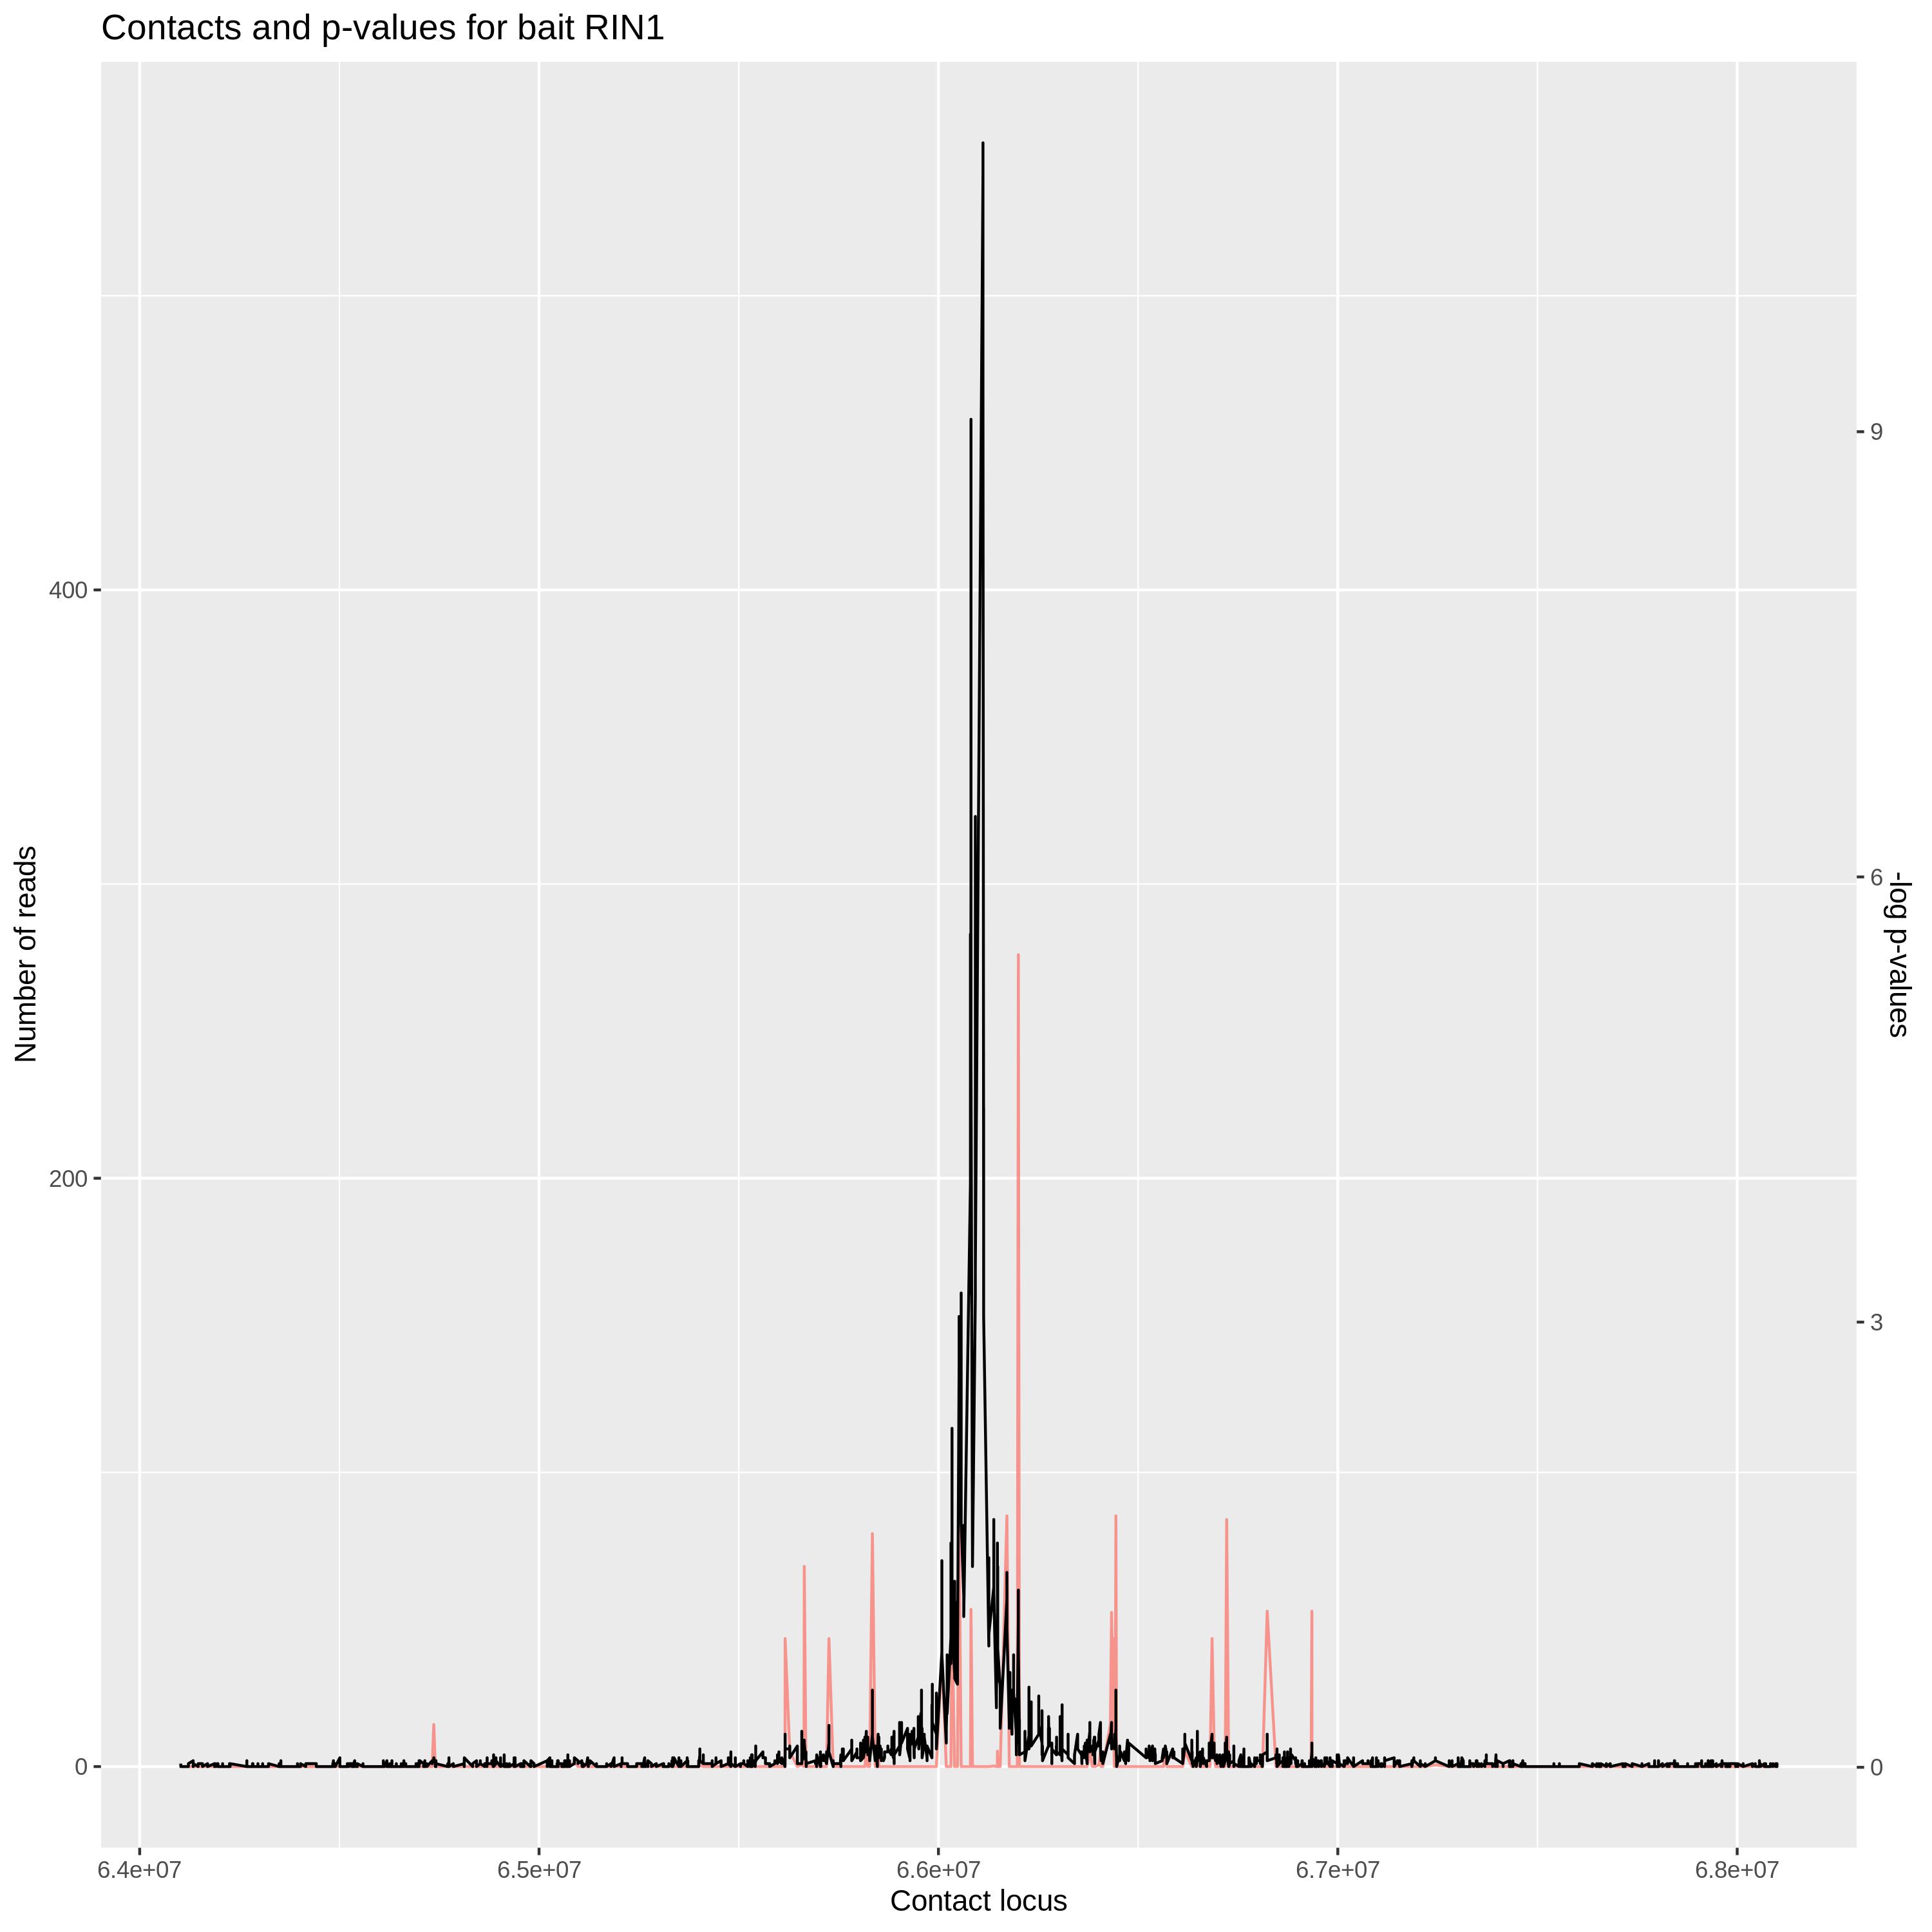 Contacts and p-values for bait RIN1
400
200
0
Number of reads
9
6
3
0
-log p-values
6.4e+07
6.5e+07
6.6e+07
6.7e+07
6.8e+07
Contact locus